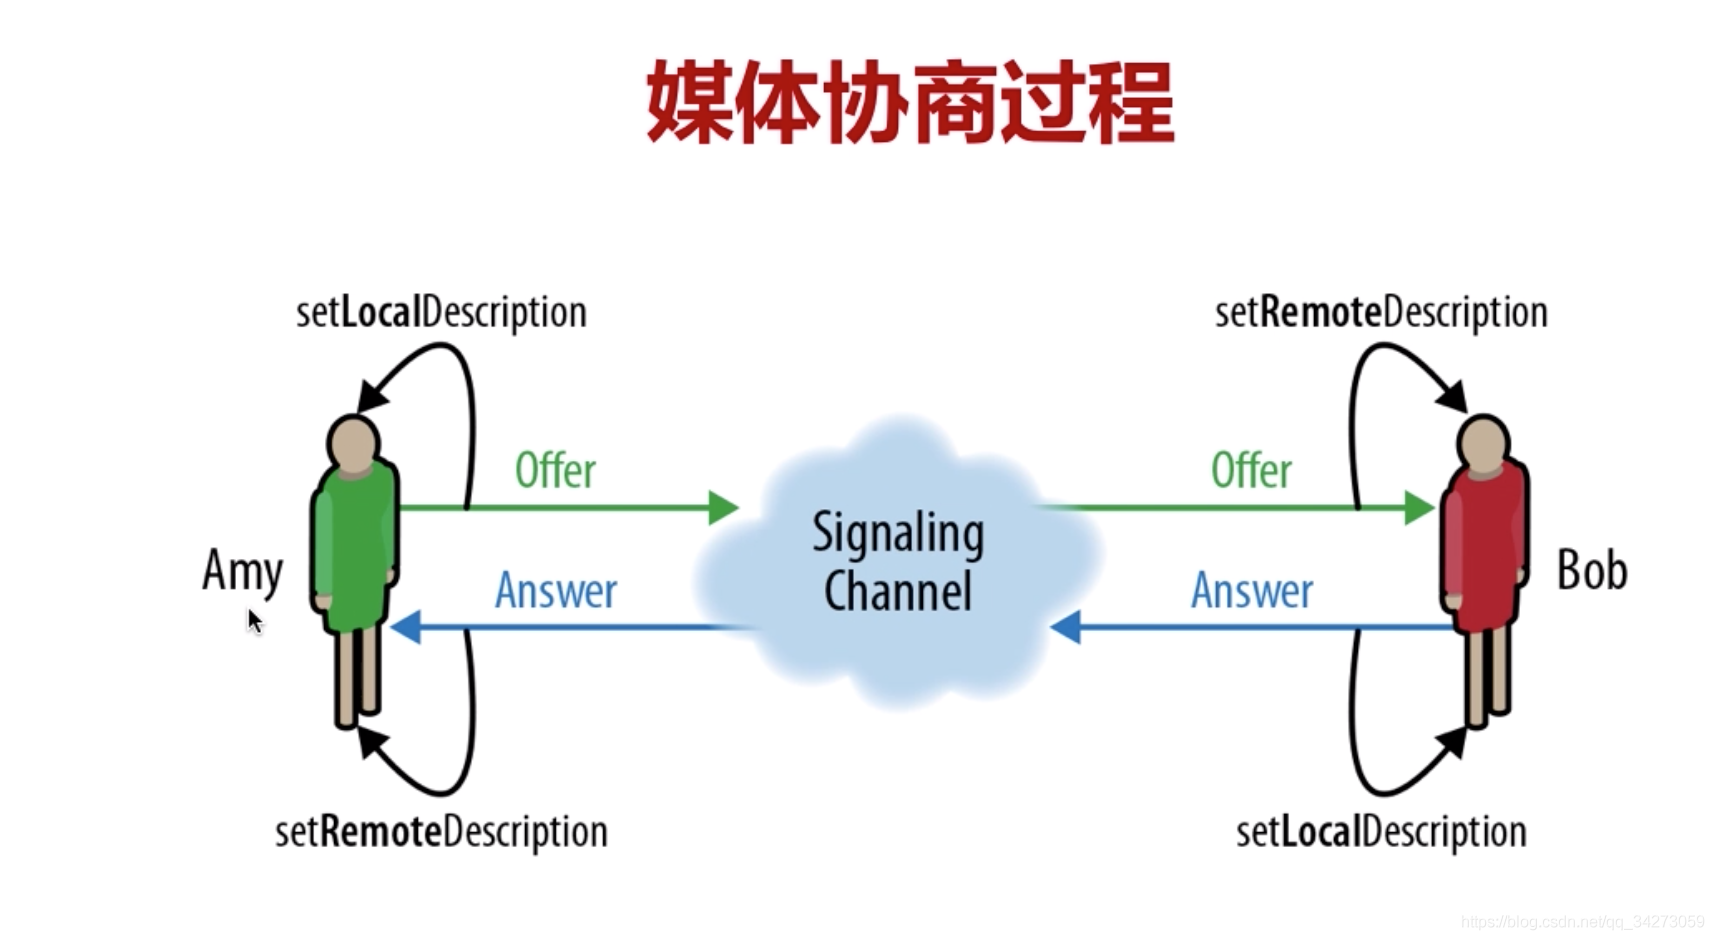 媒体协商过程
setLocalDescription
setRemoteDescription
Offer
Offer
Signaling
Channel
Amy
Bob
Answer
Answer
setRemoteDescription
setLocalDescription
https://blog.csdn.net/qq_34273059